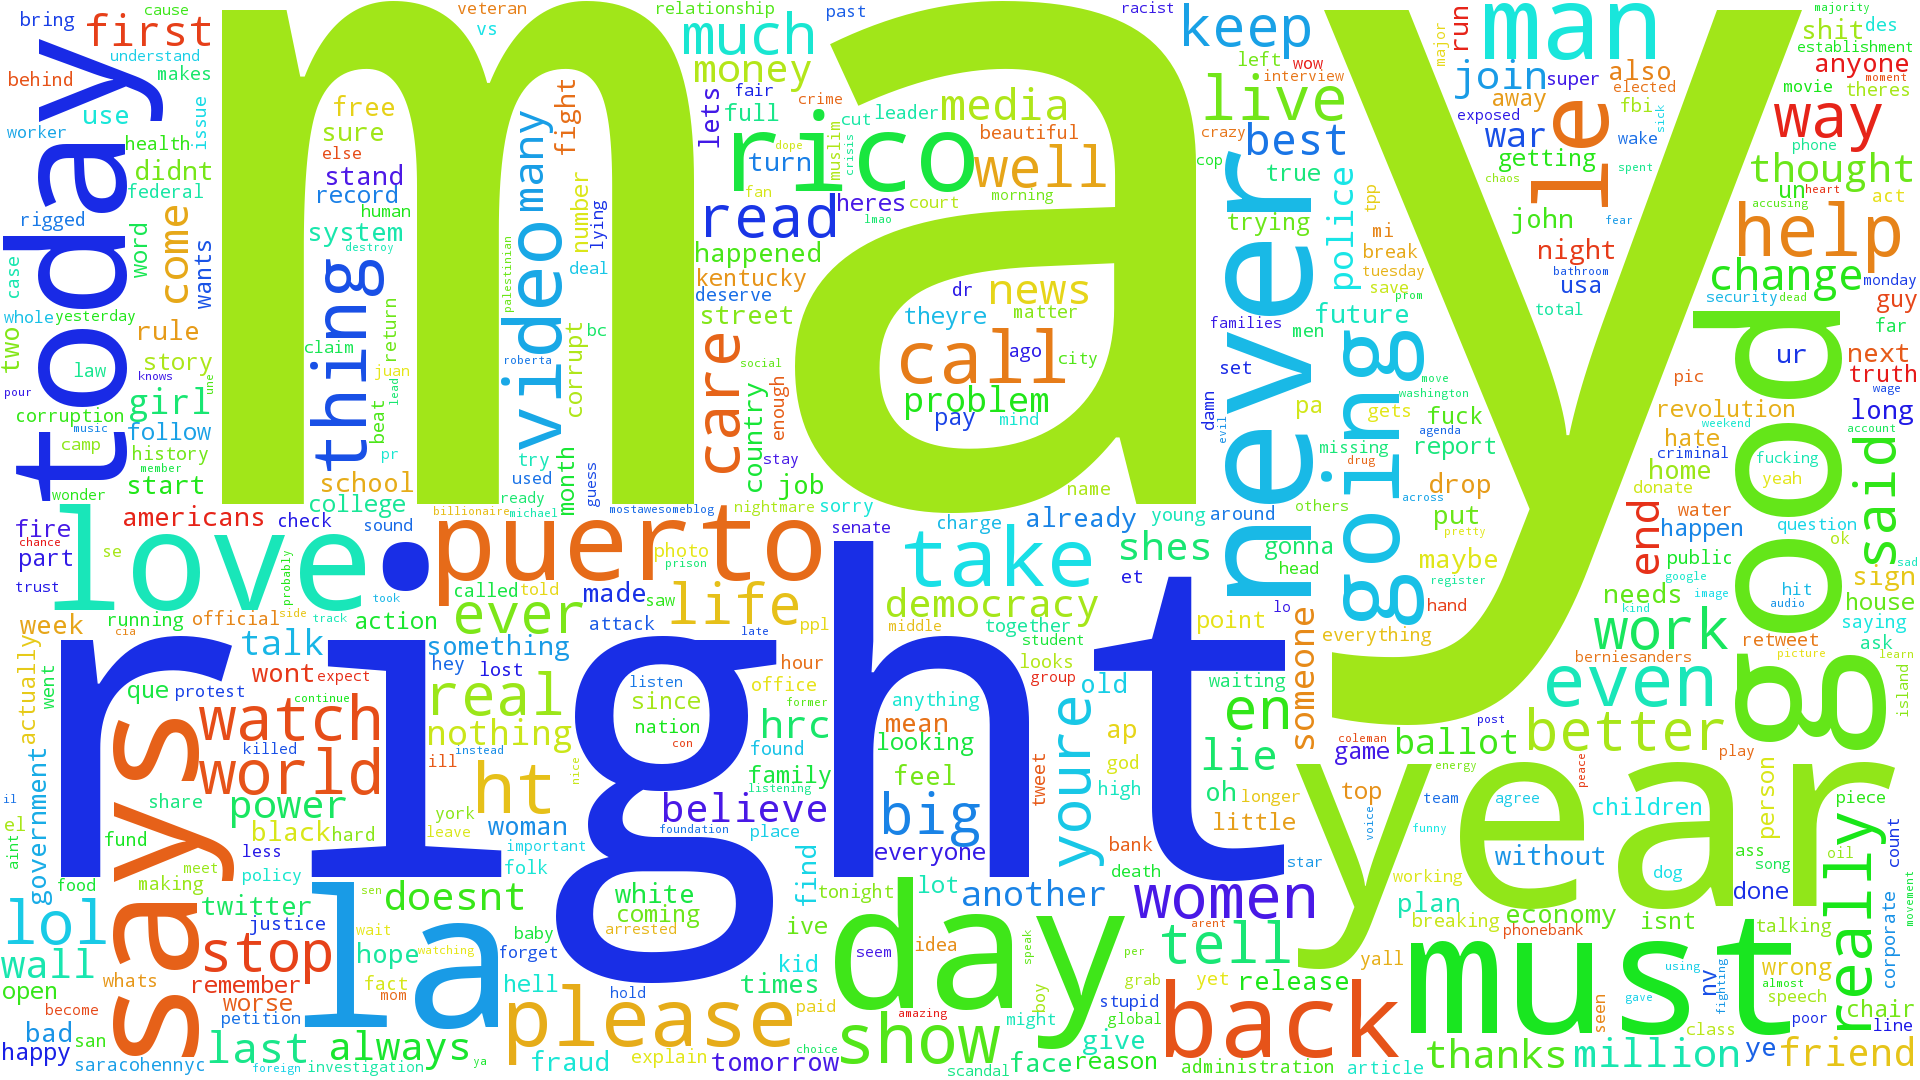 may
right
year
today
never
good
must
day
says
la
love
puerto
rico
back
please
man
way
help
even
take
first
much
keep
live
le
best
read
well
media
money
video
many
thing
care
call
news
problem
going
police
said
work
better
end
someone
really
friend
million
thanks
tell
women
another
show
last
always
stop
lol
wall
world
watch
power
real
nothing
ht
ever
life
democracy
shes
already
big
believe
hrc
youre
old
en
lie
ballot
change
thought
join
war
also
anyone
guy
next
truth
long
ur
girl
follow
start
school
college
americans
system
stand
record
sure
free
fight
lets
full
turn
heres
happened
kentucky
deserve
street
country
job
pay
mind
theyre
dr
matter
ago
city
beautiful
leader
cut
fair
crime
relationship
past
racist
veteran
vs
cause
bring
understand
behind
makes
use
issue
worker
health
didnt
federal
rigged
word
come
wants
case
whole
yesterday
two
rule
story
law
knows
une
pour
corruption
music
camp
history
member
wonder
else
human
destroy
claim
juan
return
lead
beat
pr
number
lying
palestinian
deal
bc
roberta
corrupt
try
used
month
guess
ready
michael
billionaire
mostawesomeblog
nightmare
sorry
stay
enough
social
name
muslim
crisis
dope
fan
court
lmao
morning
left
wow
interview
crazy
cop
true
trying
families
men
set
damn
evil
pa
missing
drug
others
across
future
tpp
mi
break
tuesday
save
prom
move
washington
gets
fuck
agenda
report
drop
put
maybe
pretty
register
hand
everything
major
run
super
away
elected
fbi
exposed
getting
chaos
john
night
bathroom
usa
total
fear
spent
wake
sick
majority
shit
des
establishment
moment
movie
theres
phone
un
heart
act
accusing
monday
security
dead
far
wage
pic
revolution
weekend
account
hate
criminal
fucking
yeah
home
donate
water
happen
question
ok
public
google
image
sad
needs
kind
hit
audio
sign
house
retweet
saying
ask
picture
learn
berniesanders
island
fire
check
chance
part
se
trust
probably
sound
took
week
running
official
side
track
action
called
told
photo
prison
made
saw
attack
ppl
late
something
hey
lost
senate
charge
young
around
gonna
head
et
lo
middle
together
student
point
actually
went
talk
wont
expect
que
protest
continue
killed
ill
instead
listen
since
nation
con
hour
office
former
found
anything
mean
looking
feel
looks
group
waiting
ap
god
high
tweet
oh
longer
little
game
coleman
post
play
top
voice
peace
energy
team
agree
funny
children
without
dog
person
piece
ass
song
oil
count
done
government
share
il
el
fund
aint
black
hard
york
leave
less
woman
important
nice
family
listening
foundation
place
everyone
bank
death
star
working
plan
breaking
economy
phonebank
isnt
talking
movement
corporate
food
making
meet
policy
twitter
justice
sen
doesnt
folk
white
coming
arrested
find
tonight
ive
lot
idea
seem
speak
arent
per
yall
using
nv
fighting
wrong
almost
speech
chair
open
whats
remember
wait
hope
watching
fact
mom
baby
forget
hell
hold
kid
times
paid
boy
grab
yet
release
stupid
global
might
give
amazing
gave
seen
class
poor
line
become
worse
petition
bad
san
happy
saracohennyc
foreign
investigation
ya
fraud
explain
tomorrow
choice
scandal
face
reason
administration
article
ye
cia